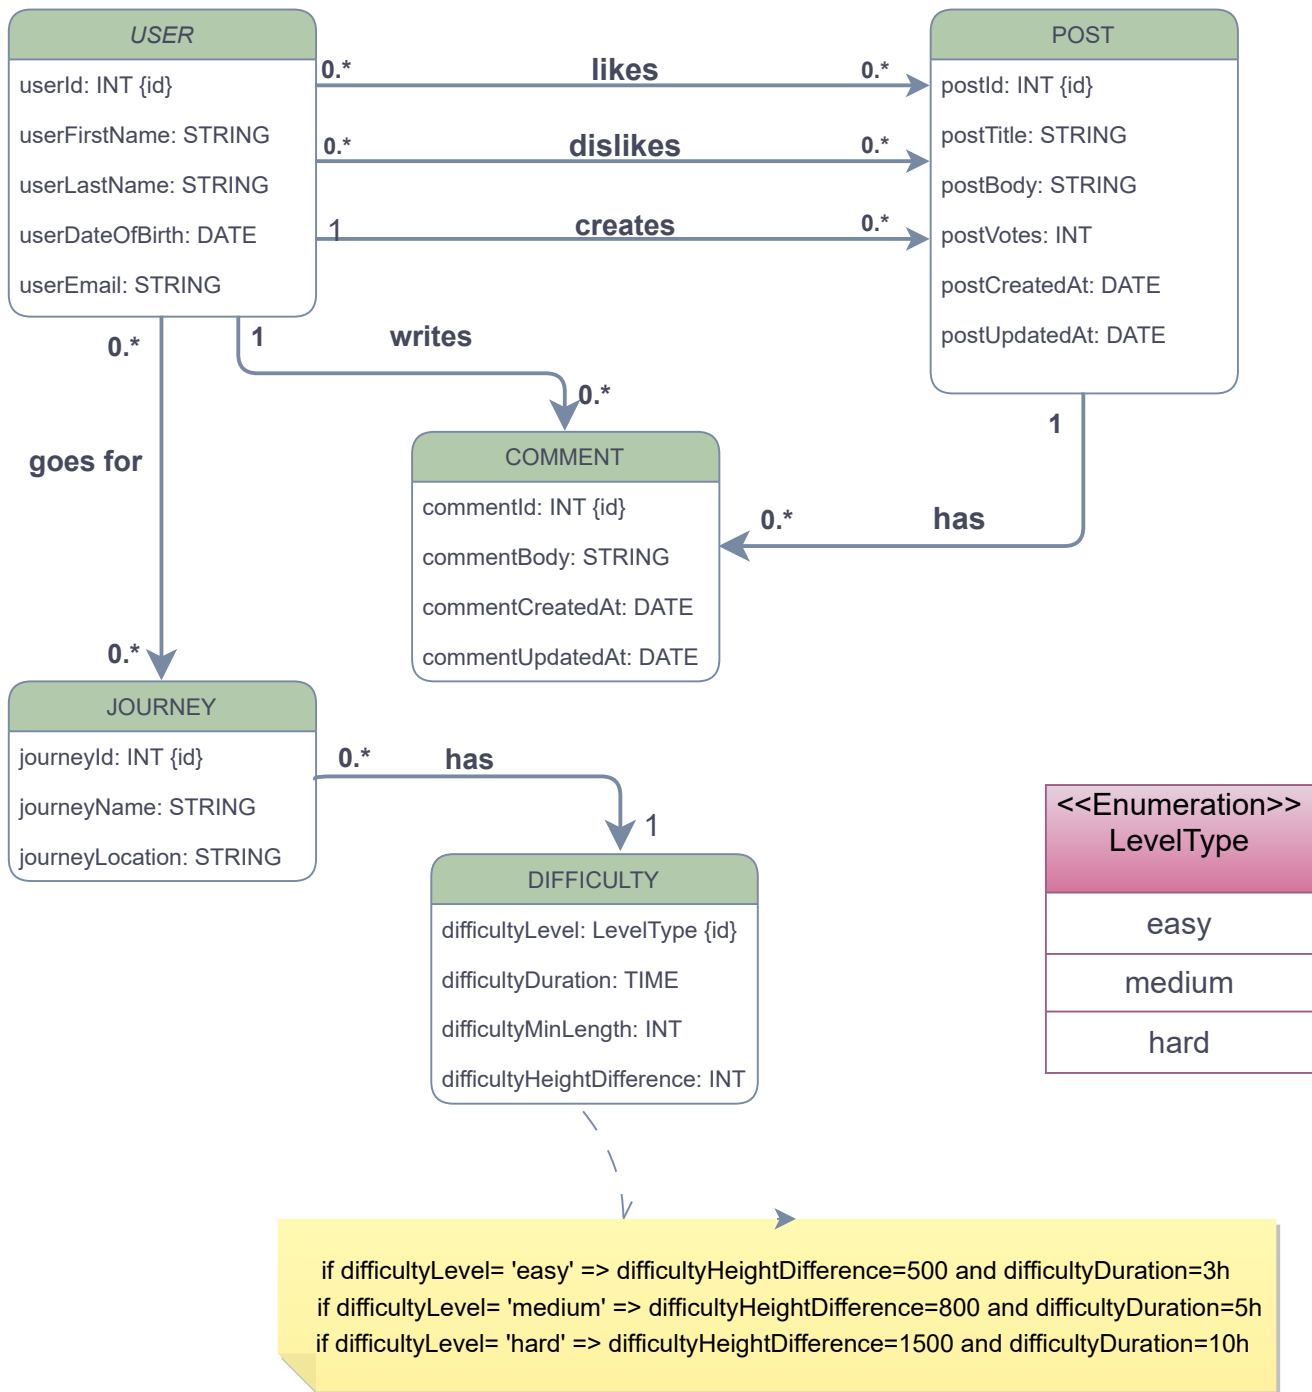 USER
userId: INT {id}
userFirstName: STRING
userLastName: STRING
userDateOfBirth: DATE
userEmail: STRING
0.* likes 0.*
0.* dislikes 0.*
1 creates 0.*
POST
postId: INT {id}
postTitle: STRING
postBody: STRING
postVotes: INT
postCreatedAt: DATE
postUpdatedAt: DATE
0.*
goes for
0.*
1 writes
0.*
COMMENT
commentId: INT {id}
commentBody: STRING
commentCreatedAt: DATE
commentUpdatedAt: DATE
1
0.* has
JOURNEY
journeyId: INT {id}
journeyName: STRING
journeyLocation: STRING
0.* has
1
DIFFICULTY
difficultyLevel: LevelType {id}
difficultyDuration: TIME
difficultyMinLength: INT
difficultyHeightDifference: INT
<<Enumeration>>
LevelType
easy
medium
hard
if difficultyLevel= 'easy' => difficultyHeightDifference=500 and difficultyDuration=3h
if difficultyLevel= 'medium' => difficultyHeightDifference=800 and difficultyDuration=5h
if difficultyLevel= 'hard' => difficultyHeightDifference=1500 and difficultyDuration=10h